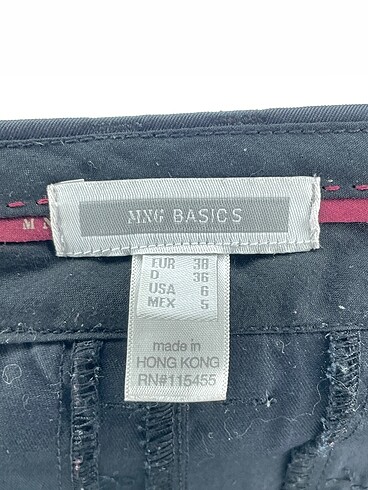 MNG BASICS
M N
EUR 38
D 36
USA 6
MEX 5
made in
HONG KONG
RN#115455